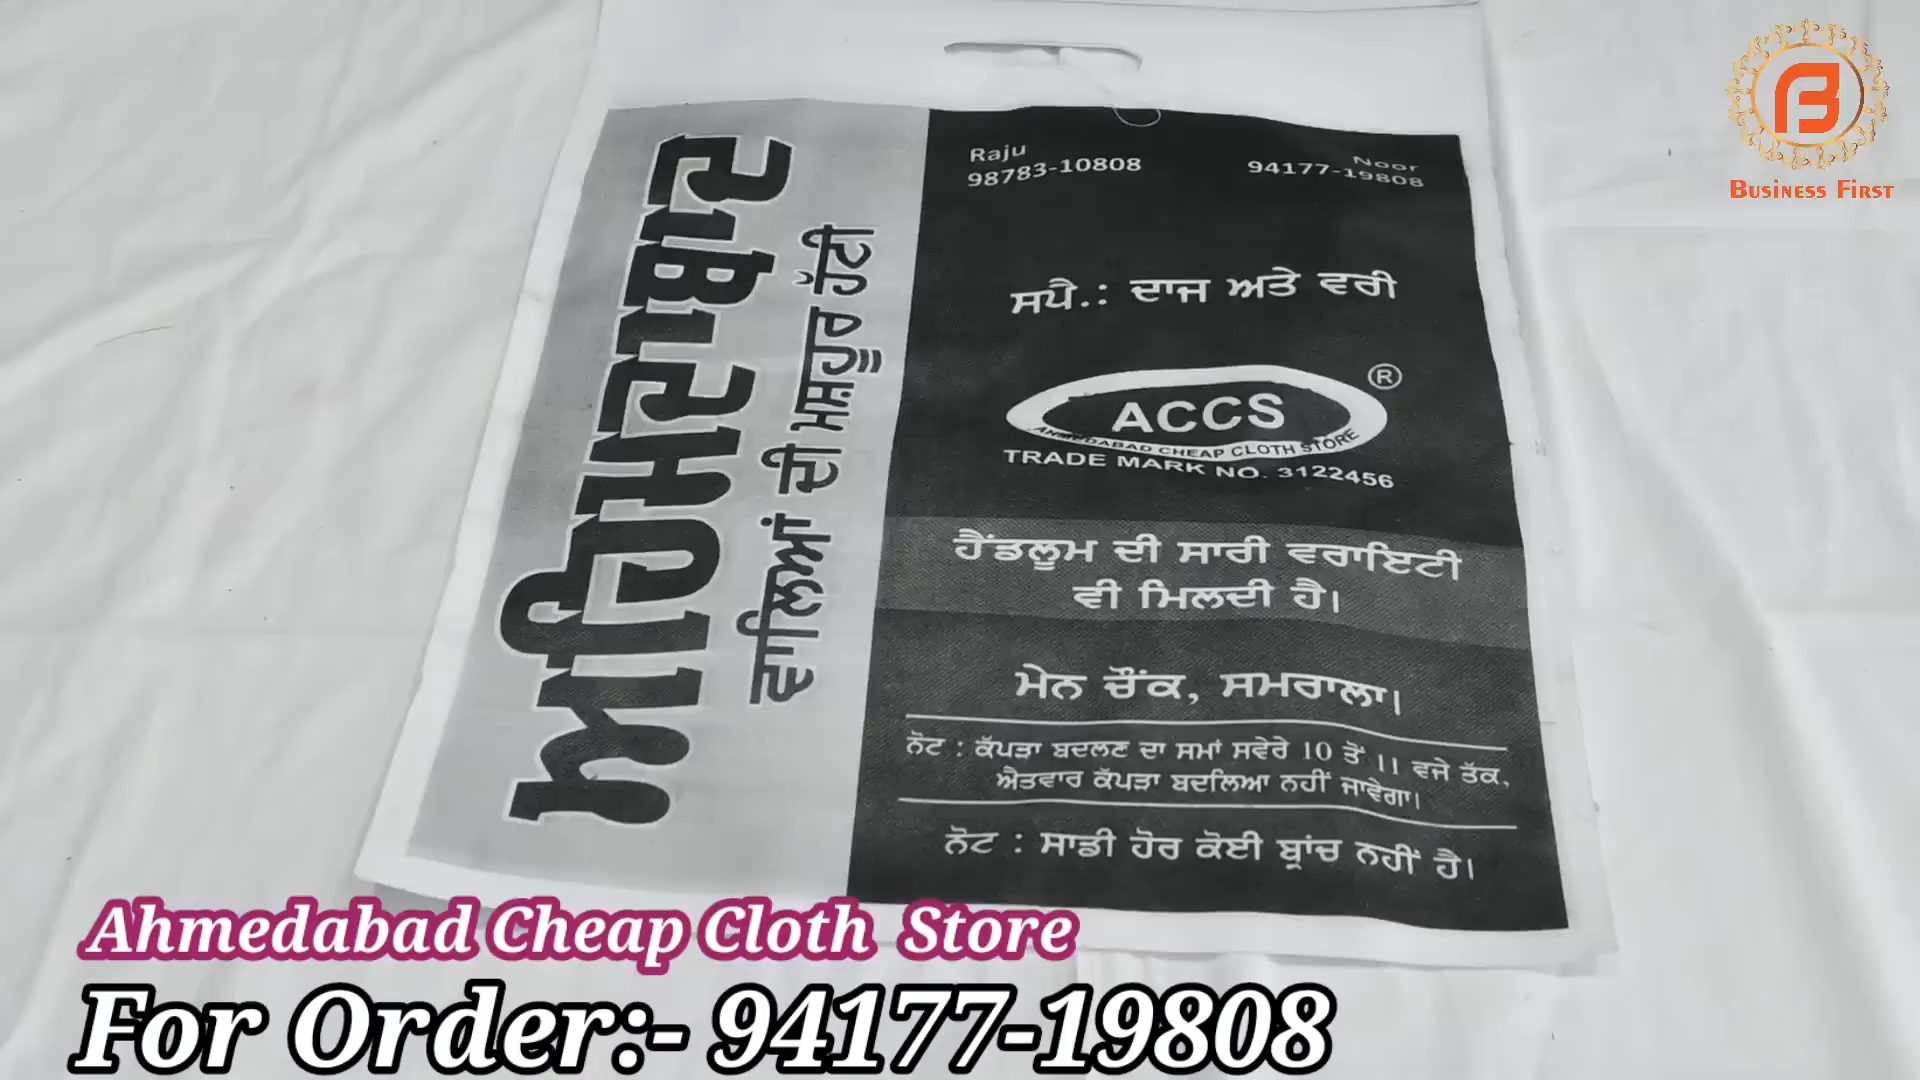 Business First
ਅਹਿਮਦਾਬਾਦ
ਵਾਲਿਆਂ ਦੀ ਮਸ਼ਹੂਰ ਹੱਟੀ
Raju
98783-10808
Noor
94177-19808
ਸਪੈ.: ਦਾਜ ਅਤੇ ਵਰੀ
ACCS ®
AHMEDABAD CHEAP CLOTH STORE
TRADE MARK NO. 3122456
ਹੈਂਡਲੂਮ ਦੀ ਸਾਰੀ ਵਰਾਇਟੀ
ਵੀ ਮਿਲਦੀ ਹੈ।
ਮੇਨ ਚੌਂਕ, ਸਮਰਾਲਾ।
ਨੋਟ : ਕੱਪੜਾ ਬਦਲਣ ਦਾ ਸਮਾਂ ਸਵੇਰੇ 10 ਤੋਂ 11 ਵਜੇ ਤੱਕ,
ਐਤਵਾਰ ਕੱਪੜਾ ਬਦਲਿਆ ਨਹੀਂ ਜਾਵੇਗਾ।
ਨੋਟ : ਸਾਡੀ ਹੋਰ ਕੋਈ ਬ੍ਰਾਂਚ ਨਹੀਂ ਹੈ।
Ahmedabad Cheap Cloth Store
For Order:- 94177-19808